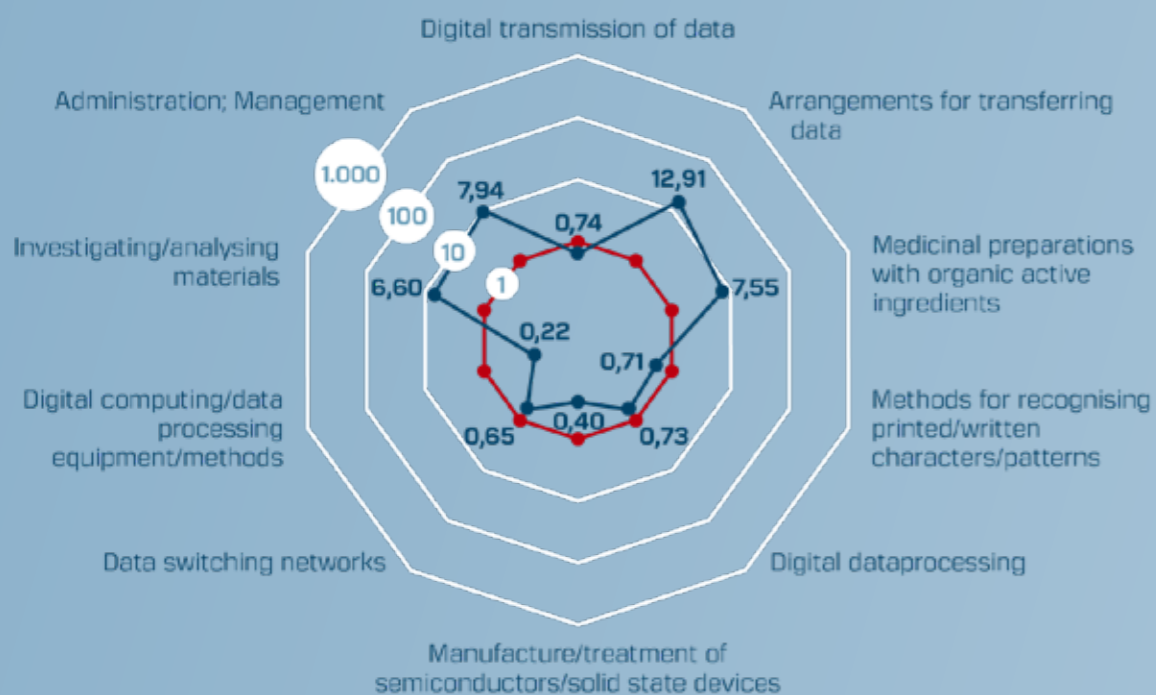 Digital transmission of data
Administration; Management
Arrangements for transferring
data
1.000
100
10
1
7,94
12,91
0,74
Investigating/analysing
materials
6,60
7,55
Medicinal preparations
with organic active
ingredients
0,22
0,71
Digital computing/data
processing
equipment/methods
0,65
0,40
0,73
Methods for recognising
printed/written
characters/patterns
Data switching networks
Digital dataprocessing
Manufacture/treatment of
semiconductors/solid state devices